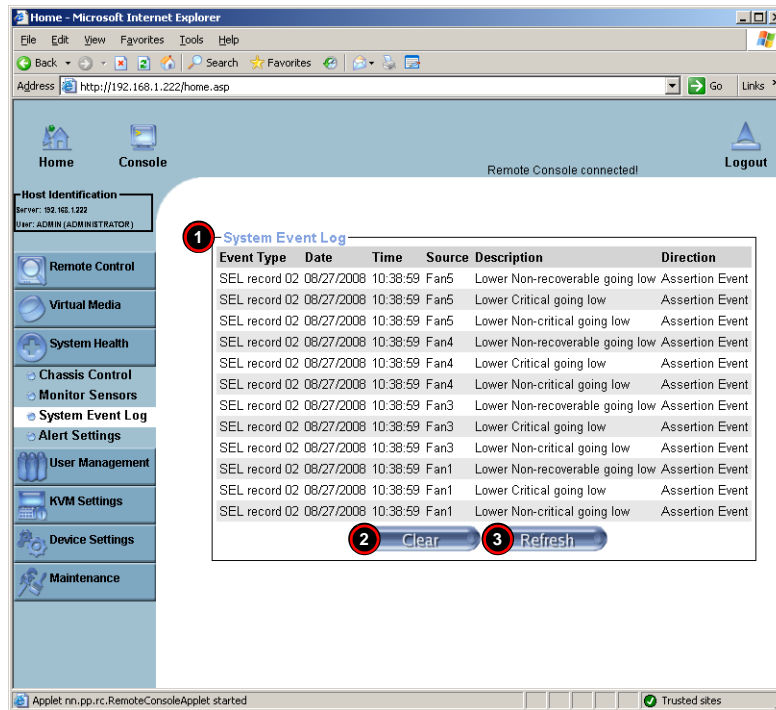 Home - Microsoft Internet Explorer
File Edit View Favorites Tools Help
Back Search Favorites
Address http://192.168.1.222/home.asp Go Links
Home Console Remote Console connected! Logout
Host Identification
Server: 192.168.1.222
User: ADMIN (ADMINISTRATOR)
Remote Control
Virtual Media
System Health
Chassis Control
Monitor Sensors
System Event Log
Alert Settings
User Management
KVM Settings
Device Settings
Maintenance
1 System Event Log
Event Type Date Time Source Description Direction
SEL record 02 08/27/2008 10:38:59 Fan5 Lower Non-recoverable going low Assertion Event
SEL record 02 08/27/2008 10:38:59 Fan5 Lower Critical going low Assertion Event
SEL record 02 08/27/2008 10:38:59 Fan5 Lower Non-critical going low Assertion Event
SEL record 02 08/27/2008 10:38:59 Fan4 Lower Non-recoverable going low Assertion Event
SEL record 02 08/27/2008 10:38:59 Fan4 Lower Critical going low Assertion Event
SEL record 02 08/27/2008 10:38:59 Fan4 Lower Non-critical going low Assertion Event
SEL record 02 08/27/2008 10:38:59 Fan3 Lower Non-recoverable going low Assertion Event
SEL record 02 08/27/2008 10:38:59 Fan3 Lower Critical going low Assertion Event
SEL record 02 08/27/2008 10:38:59 Fan3 Lower Non-critical going low Assertion Event
SEL record 02 08/27/2008 10:38:59 Fan1 Lower Non-recoverable going low Assertion Event
SEL record 02 08/27/2008 10:38:59 Fan1 Lower Critical going low Assertion Event
SEL record 02 08/27/2008 10:38:59 Fan1 Lower Non-critical going low Assertion Event
2 Clear 3 Refresh
Applet nn.pp.rc.RemoteConsoleApplet started Trusted sites